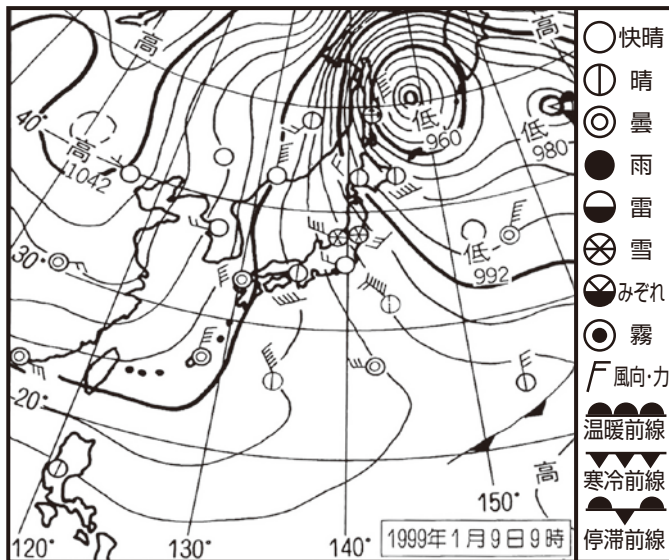 高
高
40°
高
1042
低
960
低
980
低
992
30°
20°
高
120°
130°
140°
150°
1999年1月9日9時
快晴
晴
曇
雨
雷
雪
みぞれ
霧
風向・力
温暖前線
寒冷前線
停滞前線